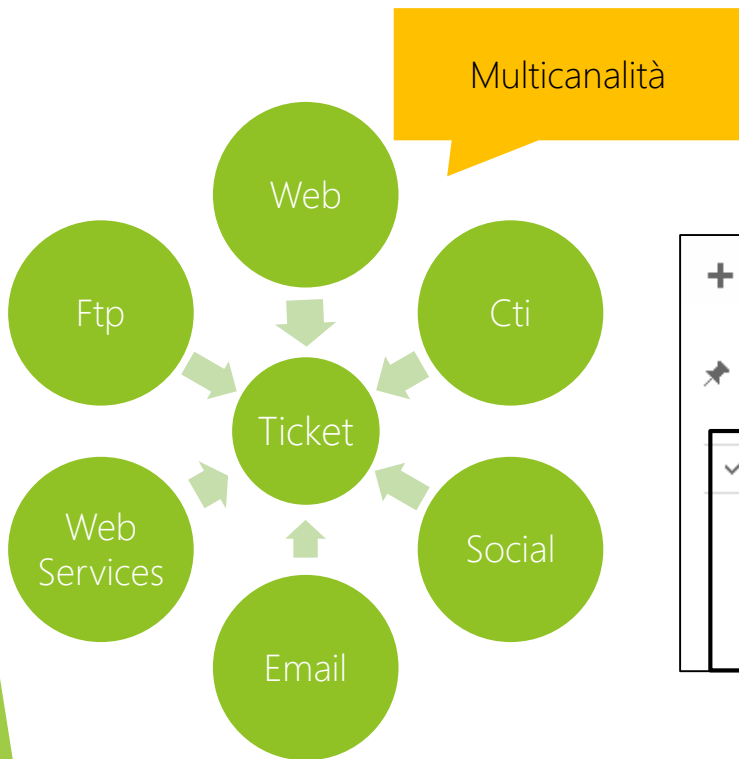 Multicanalità
Web
Ftp
Cti
Ticket
Web
Services
Social
Email